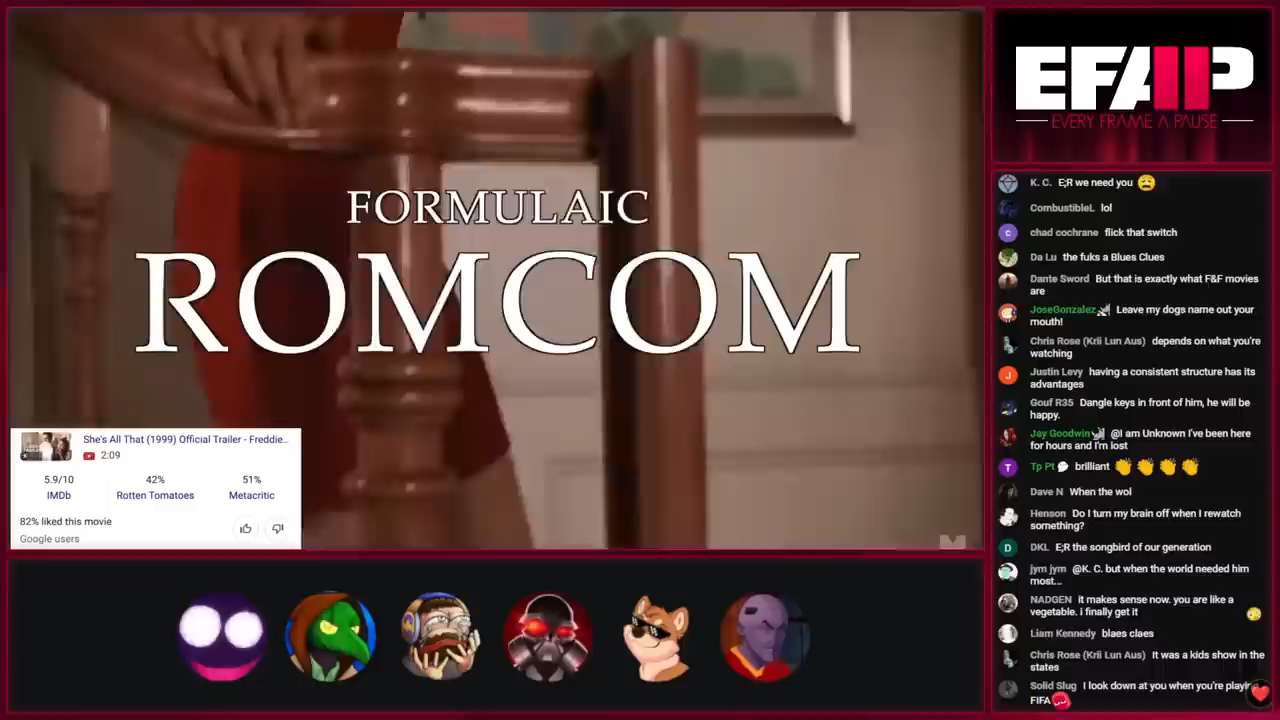 FORMULAIC
ROMCOM
She's All That (1999) Official Trailer - Freddie...
2:09
5.9/10
42%
51%
IMDb
Rotten Tomatoes
Metacritic
82% liked this movie
Google users
EFAP
EVERY FRAME A PAUSE
K. C. E;R we need you
CombustibleL lol
chad cochrane flick that switch
Da Lu the fuks a Blues Clues
Dante Sword But that is exactly what F&F movies
are
JoseGonzalez Leave my dogs name out your
mouth!
Chris Rose (Krii Lun Aus) depends on what you're
watching
Justin Levy having a consistent structure has its
advantages
Gouf R35 Dangle keys in front of him, he will be
happy.
Jay Goodwin @I am Unknown I've been here
for hours and I'm lost
Tp Pt brilliant
Dave N When the wol
Henson Do I turn my brain off when I rewatch
something?
DKL E;R the songbird of our generation
jym jym @K. C. but when the world needed him
most...
NADGEN it makes sense now. you are like a
vegetable. i finally get it
Liam Kennedy blaes claes
Chris Rose (Krii Lun Aus) It was a kids show in the
states
Solid Slug I look down at you when you're playing
FIFA